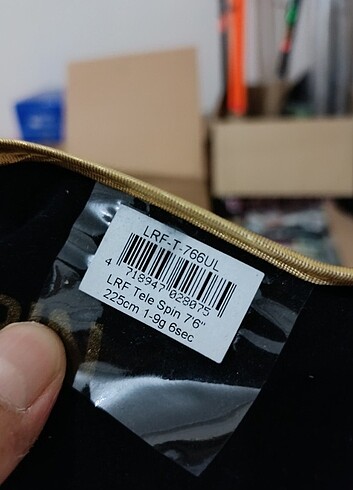 LRF-T-766UL
4 718947 028075
LRF Tele Spin 7'6"
225cm 1-9g 6sec